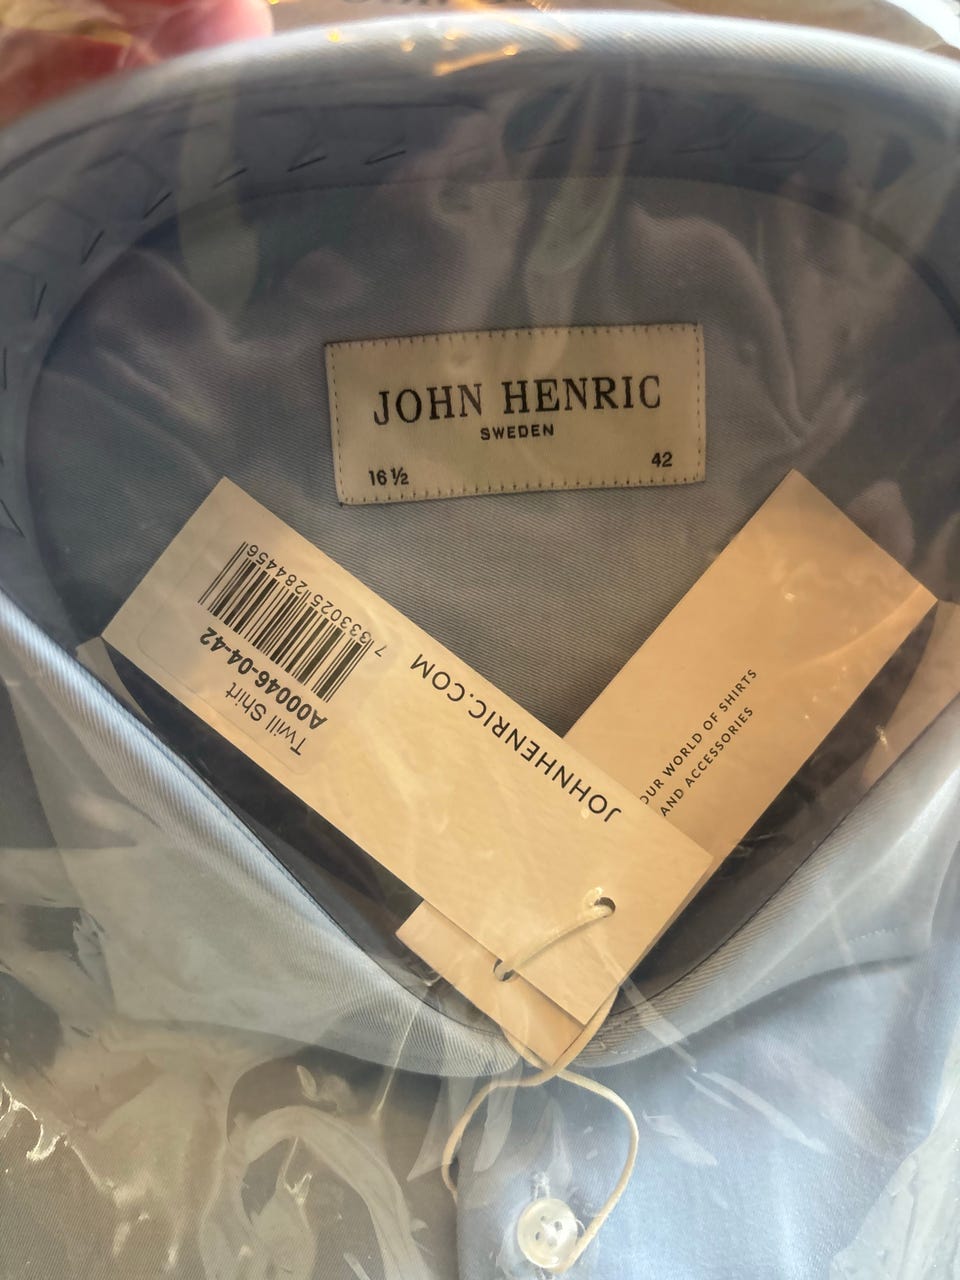 JOHN HENRIC
SWEDEN
16 ½
42
Twill Shirt
A00046-04-42
7 333025 284456
JOHNHENRIC.COM
OUR WORLD OF SHIRTS
AND ACCESSORIES